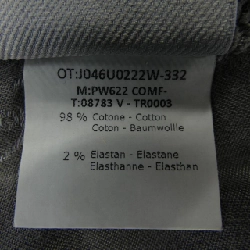 OT:J046U0222W-332
M:PW622 COMF-
T:08783 V - TR0003
98 % Cotone - Cotton
Coton - Baumwolle
2 % Elastan - Elastane
Elasthanne - Elasthan